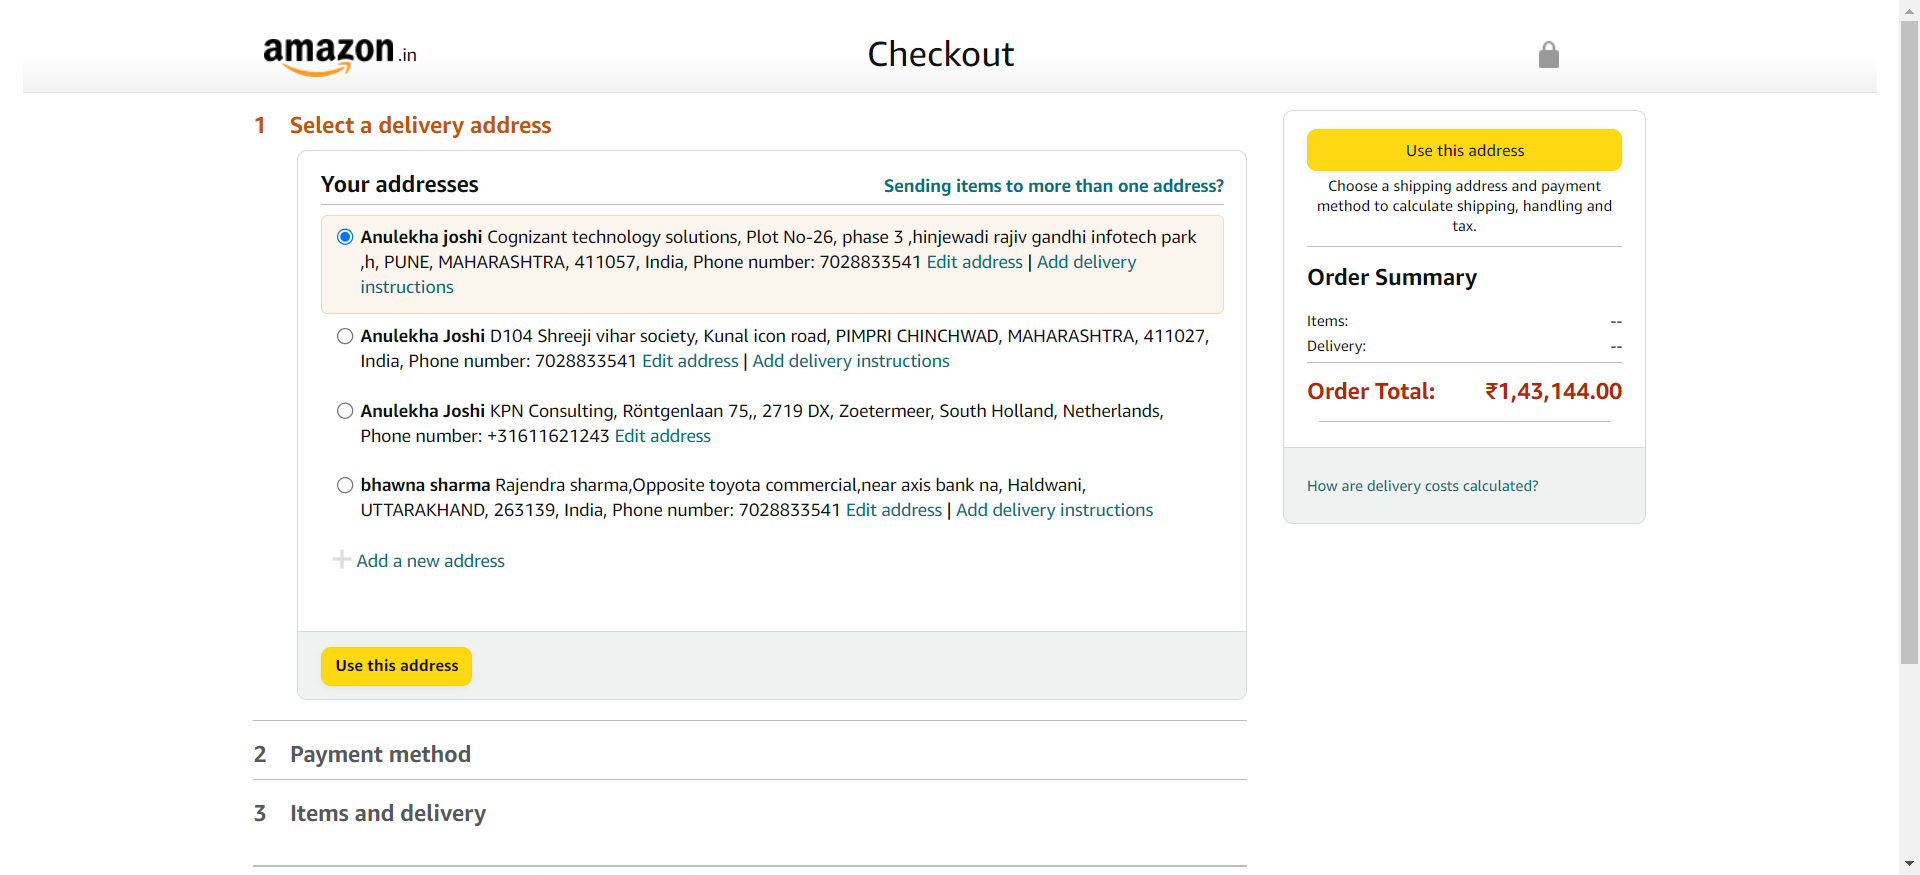 amazon.in
Checkout
1 Select a delivery address
Your addresses
Sending items to more than one address?
Anulekha joshi Cognizant technology solutions, Plot No-26, phase 3 ,hinjewadi rajiv gandhi infotech park
,h, PUNE, MAHARASHTRA, 411057, India, Phone number: 7028833541 Edit address | Add delivery
instructions
Anulekha Joshi D104 Shreeji vihar society, Kunal icon road, PIMPRI CHINCHWAD, MAHARASHTRA, 411027,
India, Phone number: 7028833541 Edit address | Add delivery instructions
Anulekha Joshi KPN Consulting, Röntgenlaan 75,, 2719 DX, Zoetermeer, South Holland, Netherlands,
Phone number: +31611621243 Edit address
bhawna sharma Rajendra sharma,Opposite toyota commercial,near axis bank na, Haldwani,
UTTARAKHAND, 263139, India, Phone number: 7028833541 Edit address | Add delivery instructions
Add a new address
Use this address
2 Payment method
3 Items and delivery
Use this address
Choose a shipping address and payment
method to calculate shipping, handling and
tax.
Order Summary
Items: --
Delivery: --
Order Total: ₹1,43,144.00
How are delivery costs calculated?